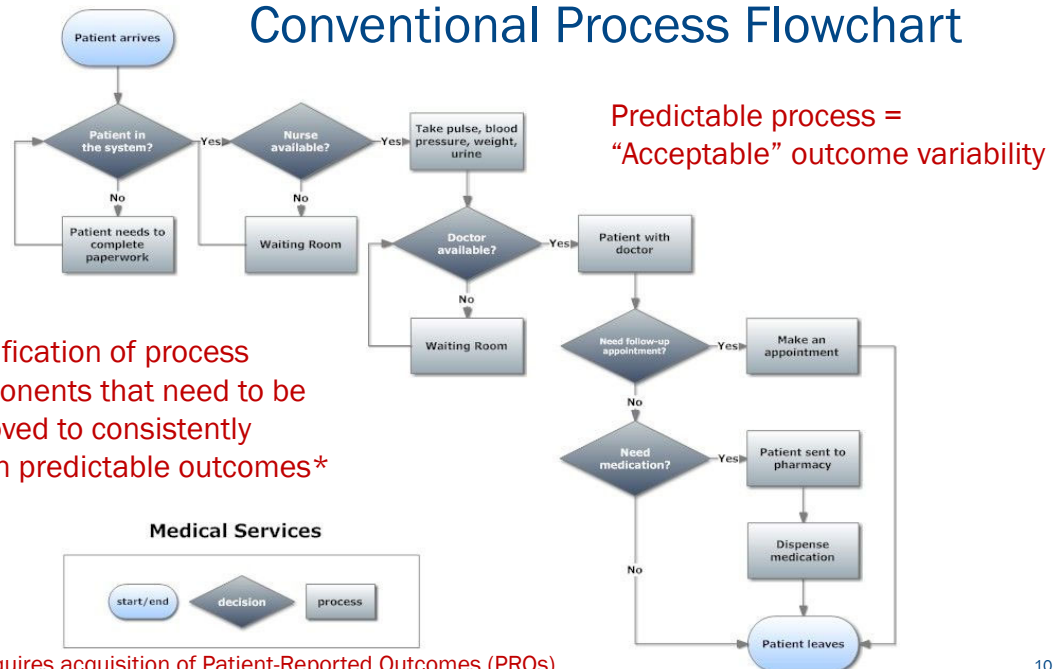 Conventional Process Flowchart
Patient arrives
Predictable process =
“Acceptable” outcome variability
Patient in
the system?
Yes
Nurse
available?
Yes
Take pulse, blood
pressure, weight,
urine
No
No
Patient needs to
complete
paperwork
Waiting Room
Doctor
available?
Yes
Patient with
doctor
No
Waiting Room
Need follow-up
appointment?
Yes
Make an
appointment
fication of process
onents that need to be
ved to consistently
n predictable outcomes*
No
Need
medication?
Yes
Patient sent to
pharmacy
Medical Services
Dispense
medication
No
start/end
decision
process
Patient leaves
uires acquisition of Patient-Reported Outcomes (PROs)
10